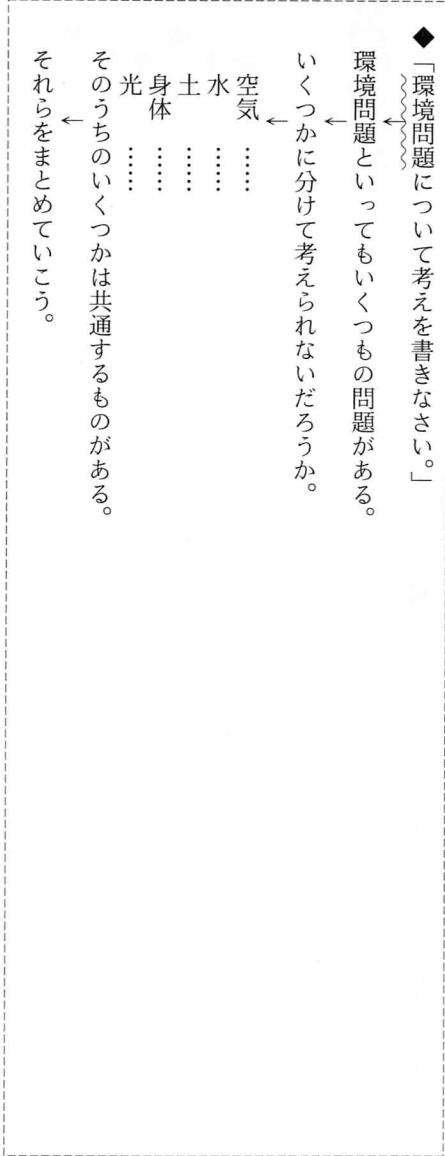 ◆「環境問題について考えを書きなさい。」
←
環境問題といってもいくつもの問題がある。
←
いくつかに分けて考えられないだろうか。
←
空気……
水……
土……
身体……
光……
そのうちのいくつかは共通するものがある。
←
それらをまとめていこう。